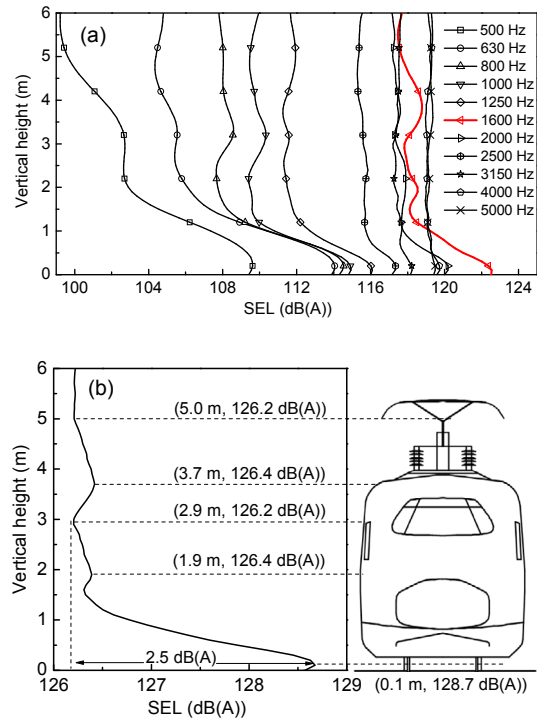 (a)
Vertical height (m)
6
5
4
3
2
1
0
100 104 108 112 116 120 124
SEL (dB(A))
500 Hz
630 Hz
800 Hz
1000 Hz
1250 Hz
1600 Hz
2000 Hz
2500 Hz
3150 Hz
4000 Hz
5000 Hz
(b)
Vertical height (m)
6
5
4
3
2
1
0
(5.0 m, 126.2 dB(A))
(3.7 m, 126.4 dB(A))
(2.9 m, 126.2 dB(A))
(1.9 m, 126.4 dB(A))
2.5 dB(A)
(0.1 m, 128.7 dB(A))
126 127 128 129
SEL (dB(A))